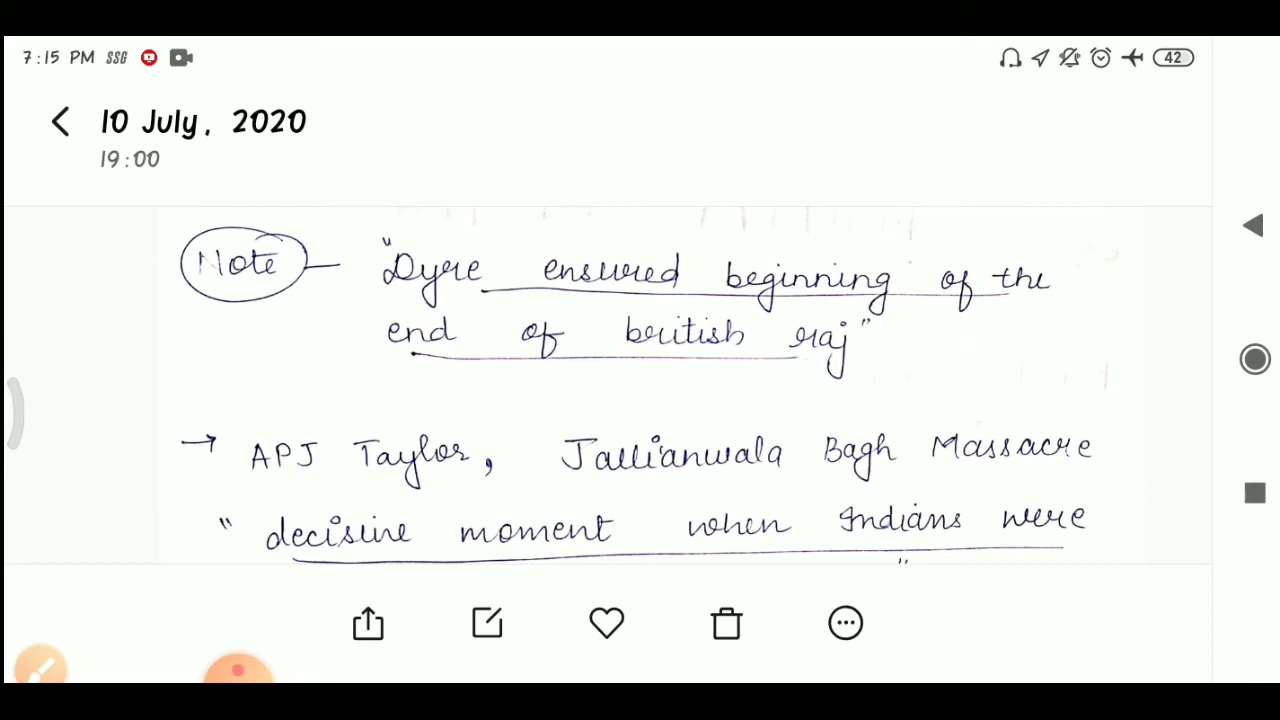 7:15 PM SSG
42
10 July, 2020
19:00
Note - "Dyre ensured beginning of the
end of british raj"
→ APJ Taylor, Jallianwala Bagh Massacre
" decisive moment when Indians were
"